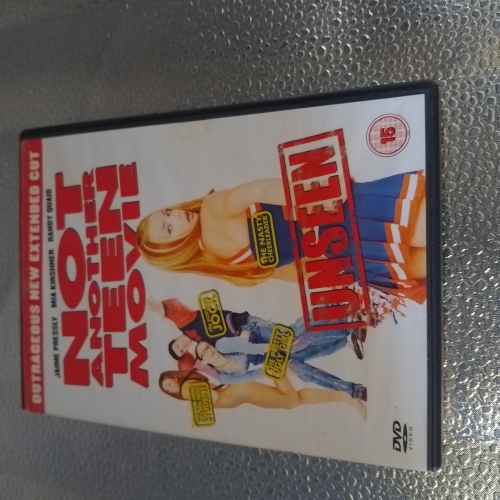 OUTRAGEOUS NEW EXTENDED CUT
JAIME PRESSLY MIA KIRSHNER RANDY QUAID
NOT
ANOTHER
TEEN
MOVIE
THE NASTY
CHEERLEADER
JOCK
UNSEEN
15
DVD
VIDEO